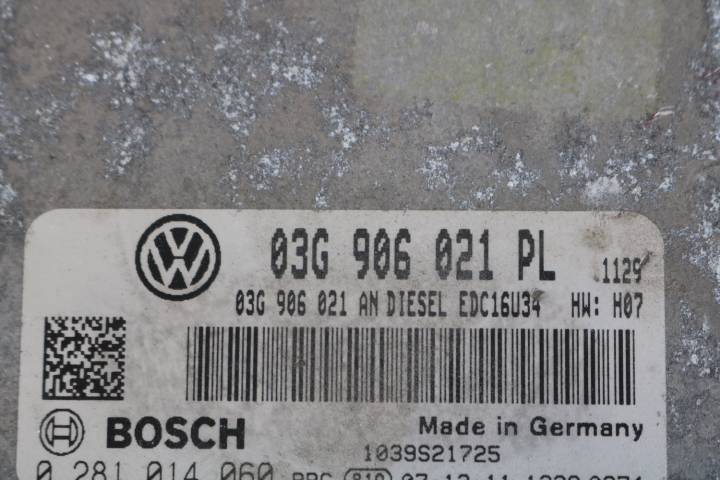 03G 906 021 PL 1129
03G 906 021 AN DIESEL EDC16U34 HW: H07
BOSCH Made in Germany
1039S21725
0 281 014 060